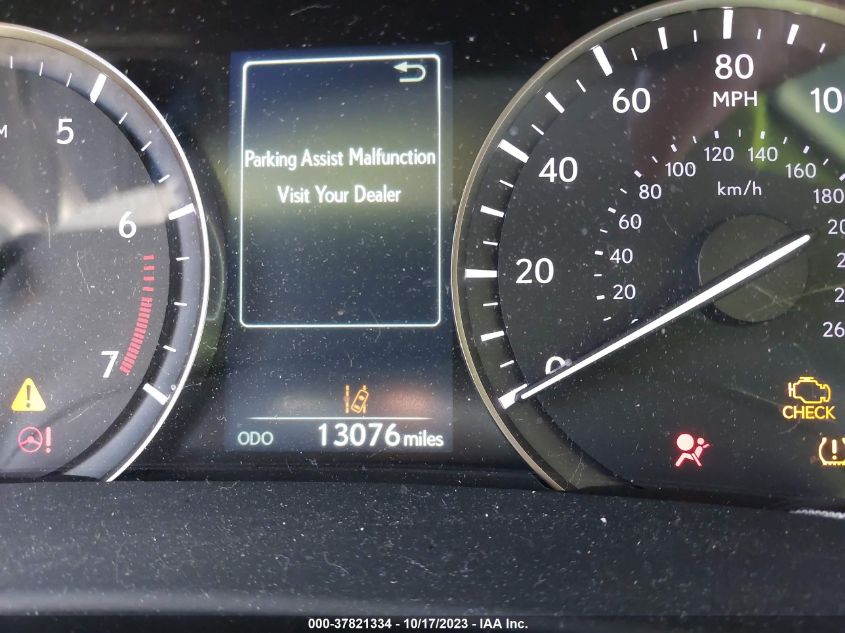 M
5
6
7
Parking Assist Malfunction
Visit Your Dealer
ODO 13076 miles
0
20
40
60
80
MPH
20
40
60
80
100
120
140
160
180
km/h
CHECK
000-37821334 - 10/17/2023 - IAA Inc.